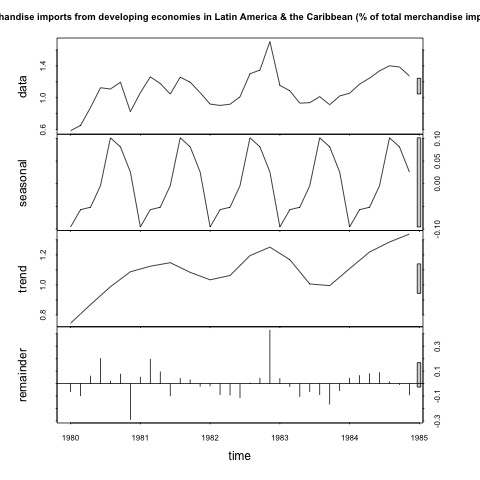 handise imports from developing economies in Latin America & the Caribbean (% of total merchandise imp
data
0.6 1.0 1.4
seasonal
-0.10 0.00 0.05 0.10
trend
0.8 1.0 1.2
remainder
-0.3 -0.1 0.1 0.3
1980 1981 1982 1983 1984 1985
time